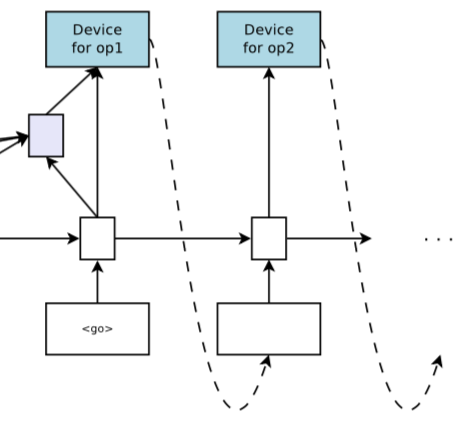 Device
for op1
Device
for op2
. . .
<go>